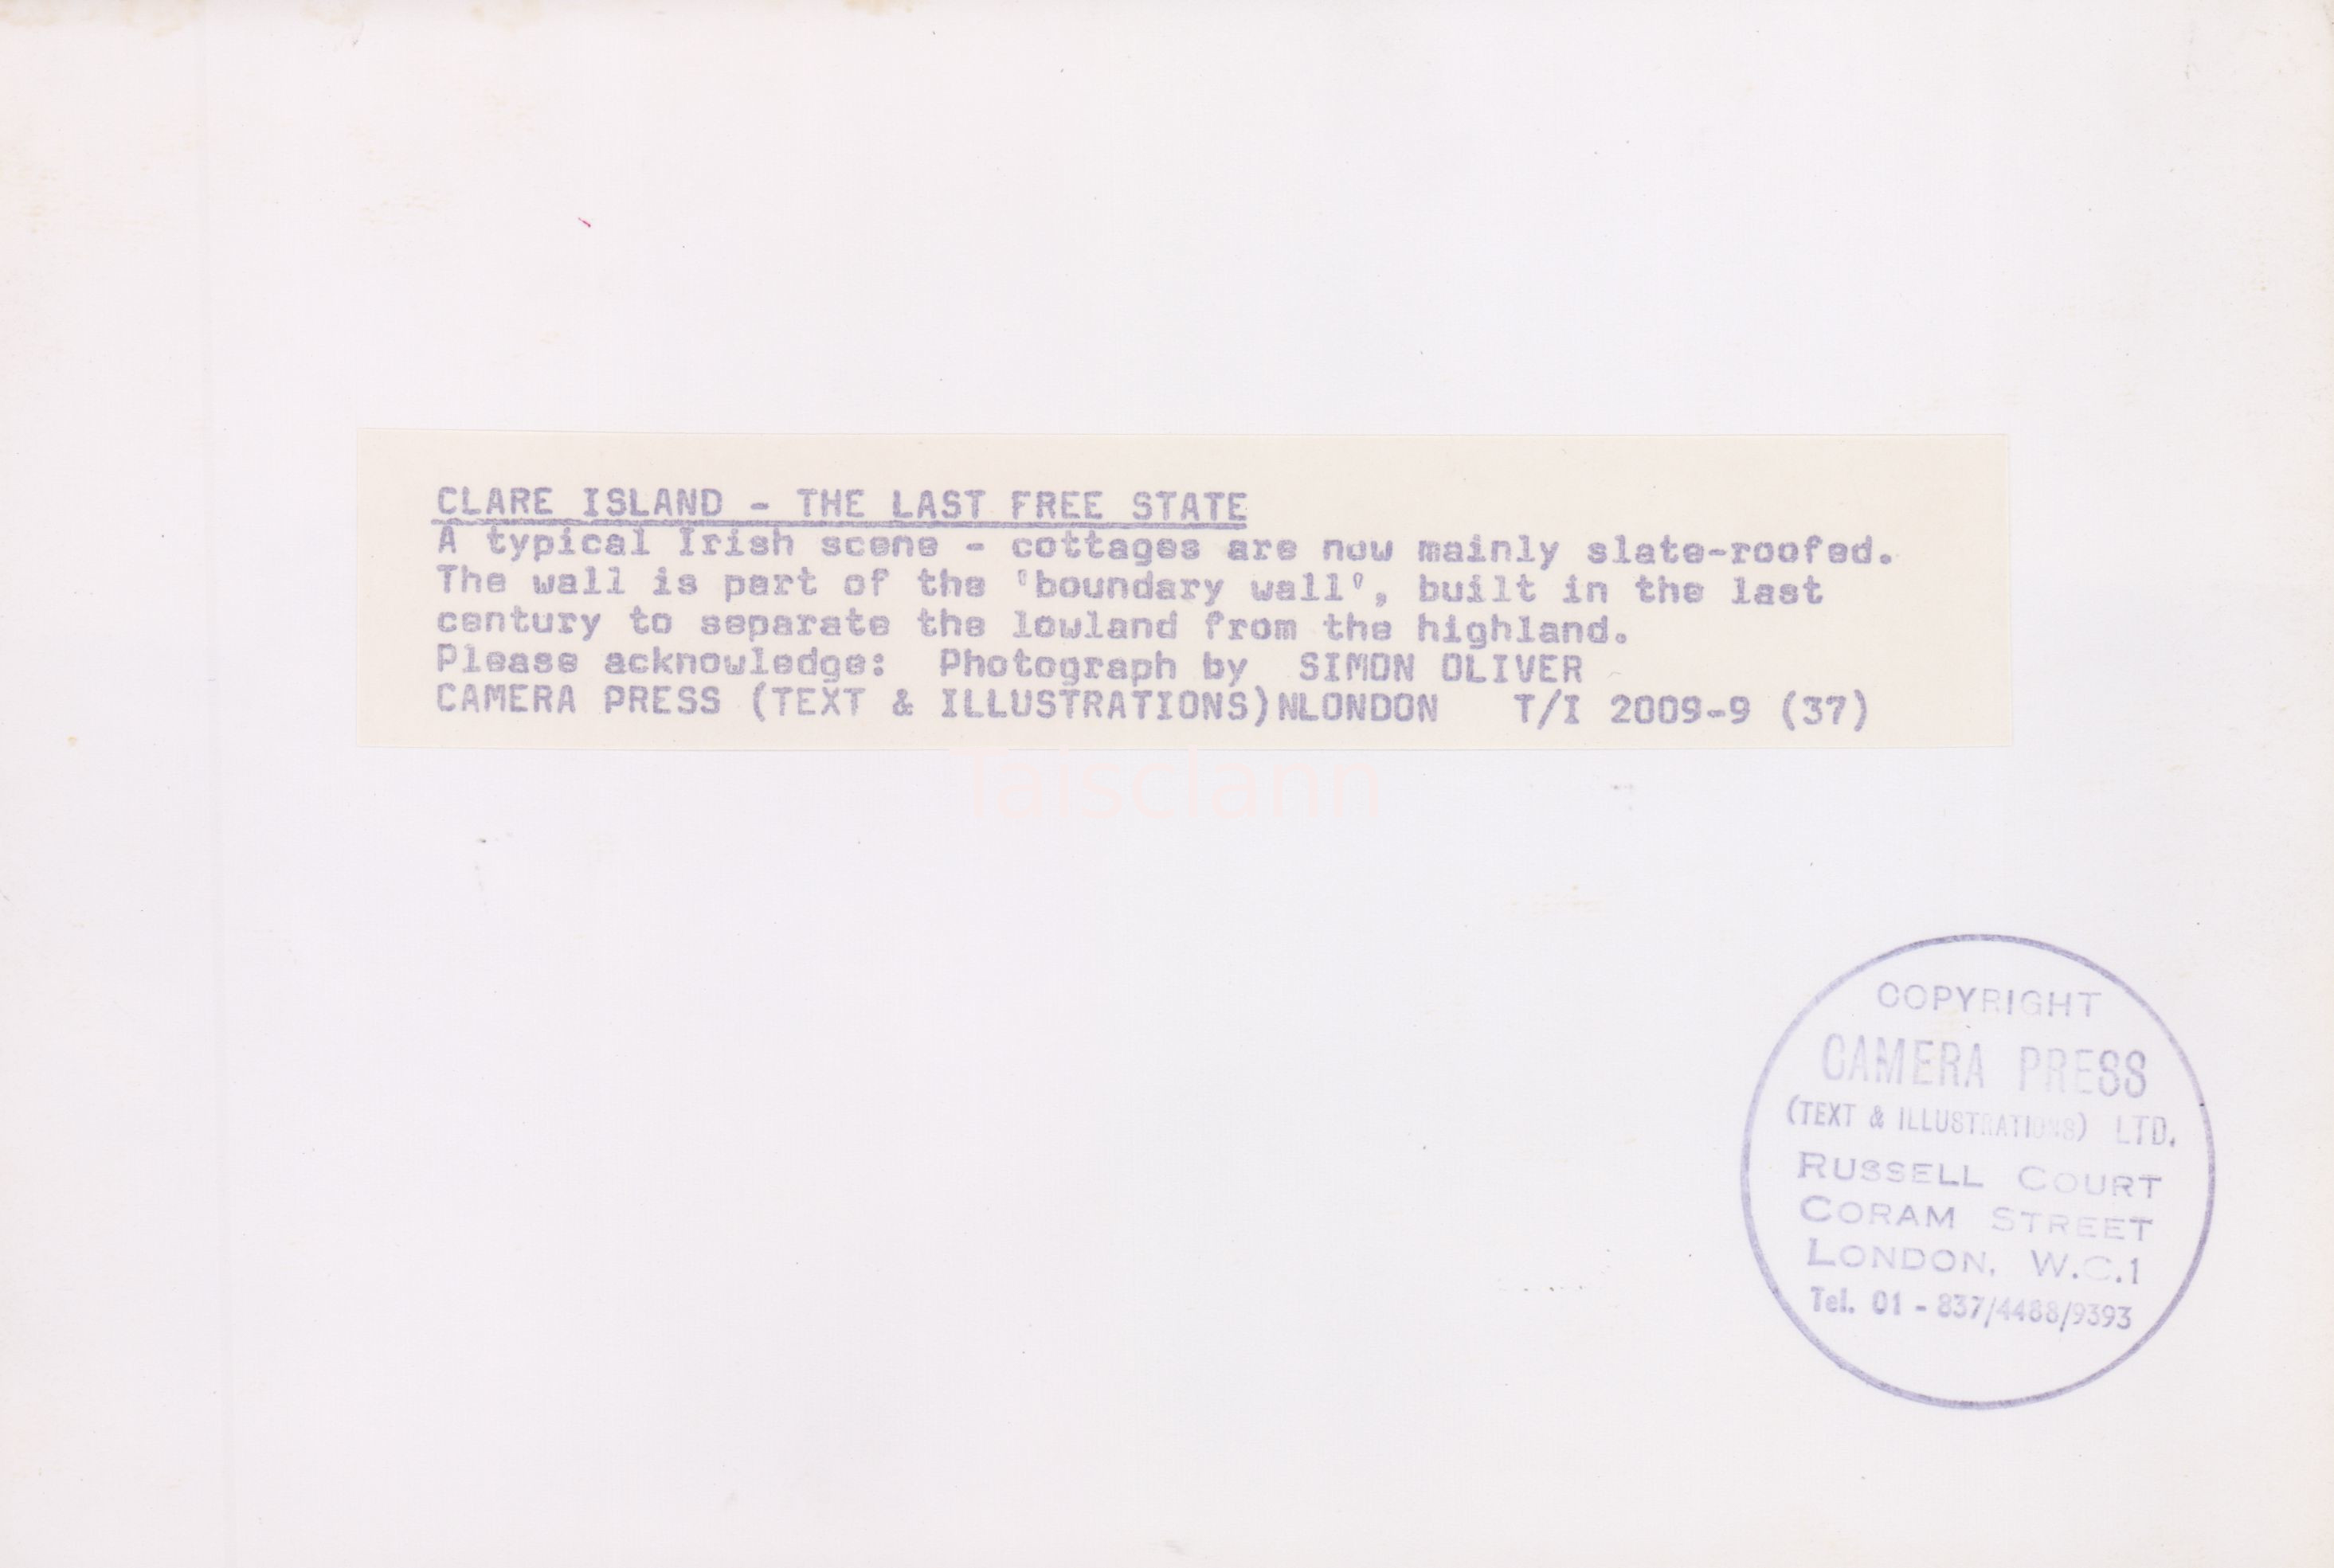 CLARE ISLAND - THE LAST FREE STATE
A typical Irish scene - cottages are now mainly slate-roofed.
The wall is part of the 'boundary wall', built in the last
century to separate the lowland from the highland.
Please acknowledge: Photograph by SIMON OLIVER
CAMERA PRESS (TEXT & ILLUSTRATIONS)NLONDON T/I 2009-9 (37)
Taisclann
COPYRIGHT
CAMERA PRESS
(TEXT & ILLUSTRATIONS) LTD.
RUSSELL COURT
CORAM STREET
LONDON. W.C.1
Tel. 01 - 837/4488/9393